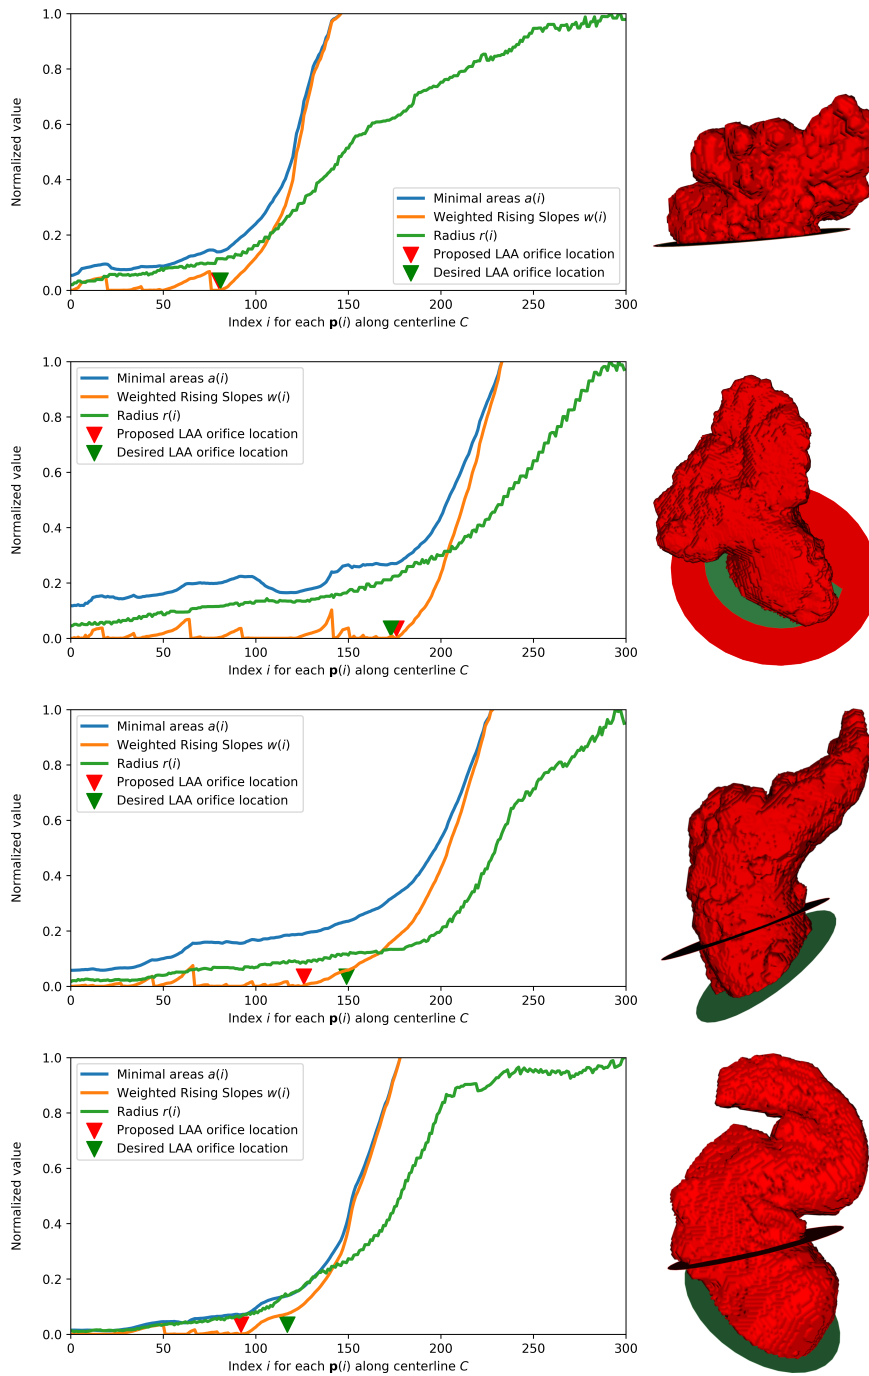 1.0
0.8
0.6
0.4
0.2
0.0
Normalized value
Minimal areas a(i)
Weighted Rising Slopes w(i)
Radius r(i)
Proposed LAA orifice location
Desired LAA orifice location
0 50 100 150 200 250 300
Index i for each p(i) along centerline C
1.0
0.8
0.6
0.4
0.2
0.0
Normalized value
Minimal areas a(i)
Weighted Rising Slopes w(i)
Radius r(i)
Proposed LAA orifice location
Desired LAA orifice location
0 50 100 150 200 250 300
Index i for each p(i) along centerline C
1.0
0.8
0.6
0.4
0.2
0.0
Normalized value
Minimal areas a(i)
Weighted Rising Slopes w(i)
Radius r(i)
Proposed LAA orifice location
Desired LAA orifice location
0 50 100 150 200 250 300
Index i for each p(i) along centerline C
1.0
0.8
0.6
0.4
0.2
0.0
Normalized value
Minimal areas a(i)
Weighted Rising Slopes w(i)
Radius r(i)
Proposed LAA orifice location
Desired LAA orifice location
0 50 100 150 200 250 300
Index i for each p(i) along centerline C